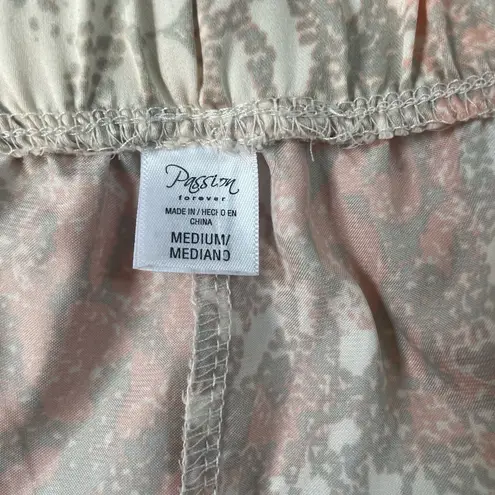 Passion
forever
MADE IN / HECHO EN
CHINA
MEDIUM/
MEDIANO